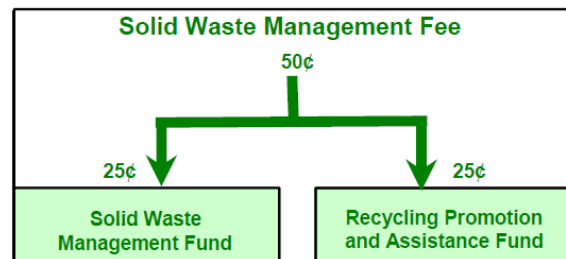 Solid Waste Management Fee
50¢
25¢
25¢
Solid Waste
Management Fund
Recycling Promotion
and Assistance Fund